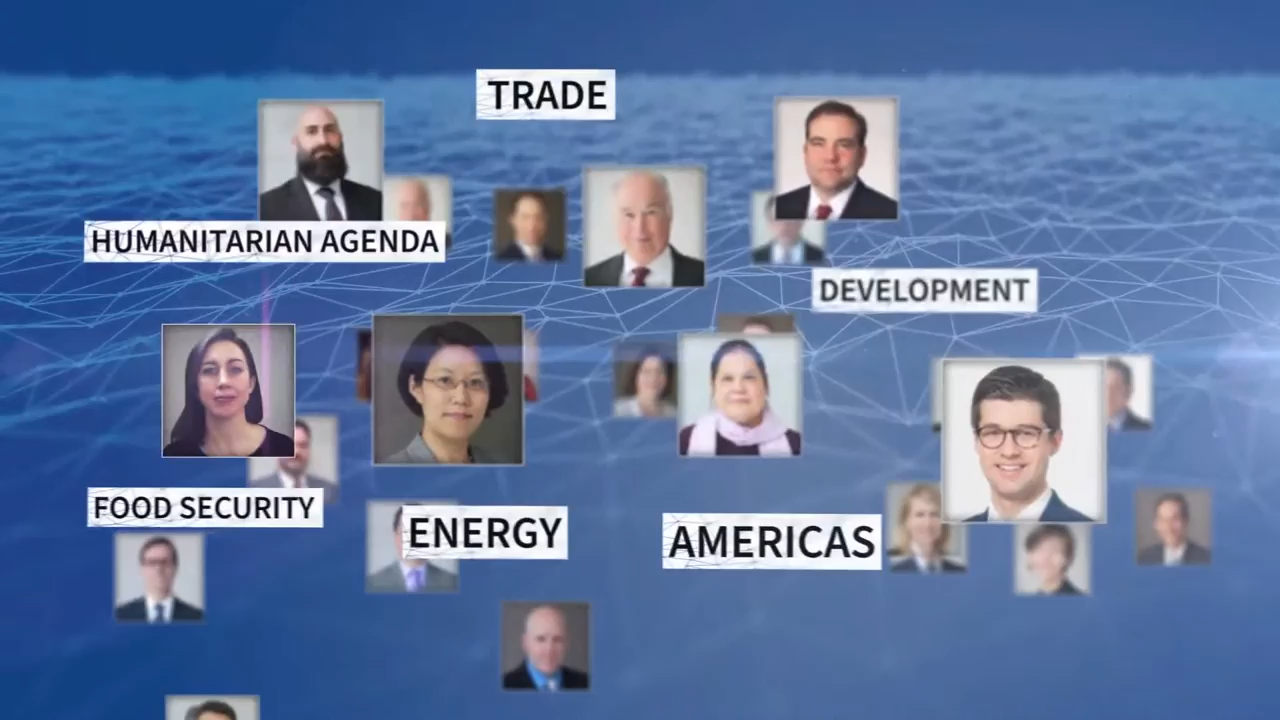 TRADE
HUMANITARIAN AGENDA
DEVELOPMENT
FOOD SECURITY
ENERGY
AMERICAS